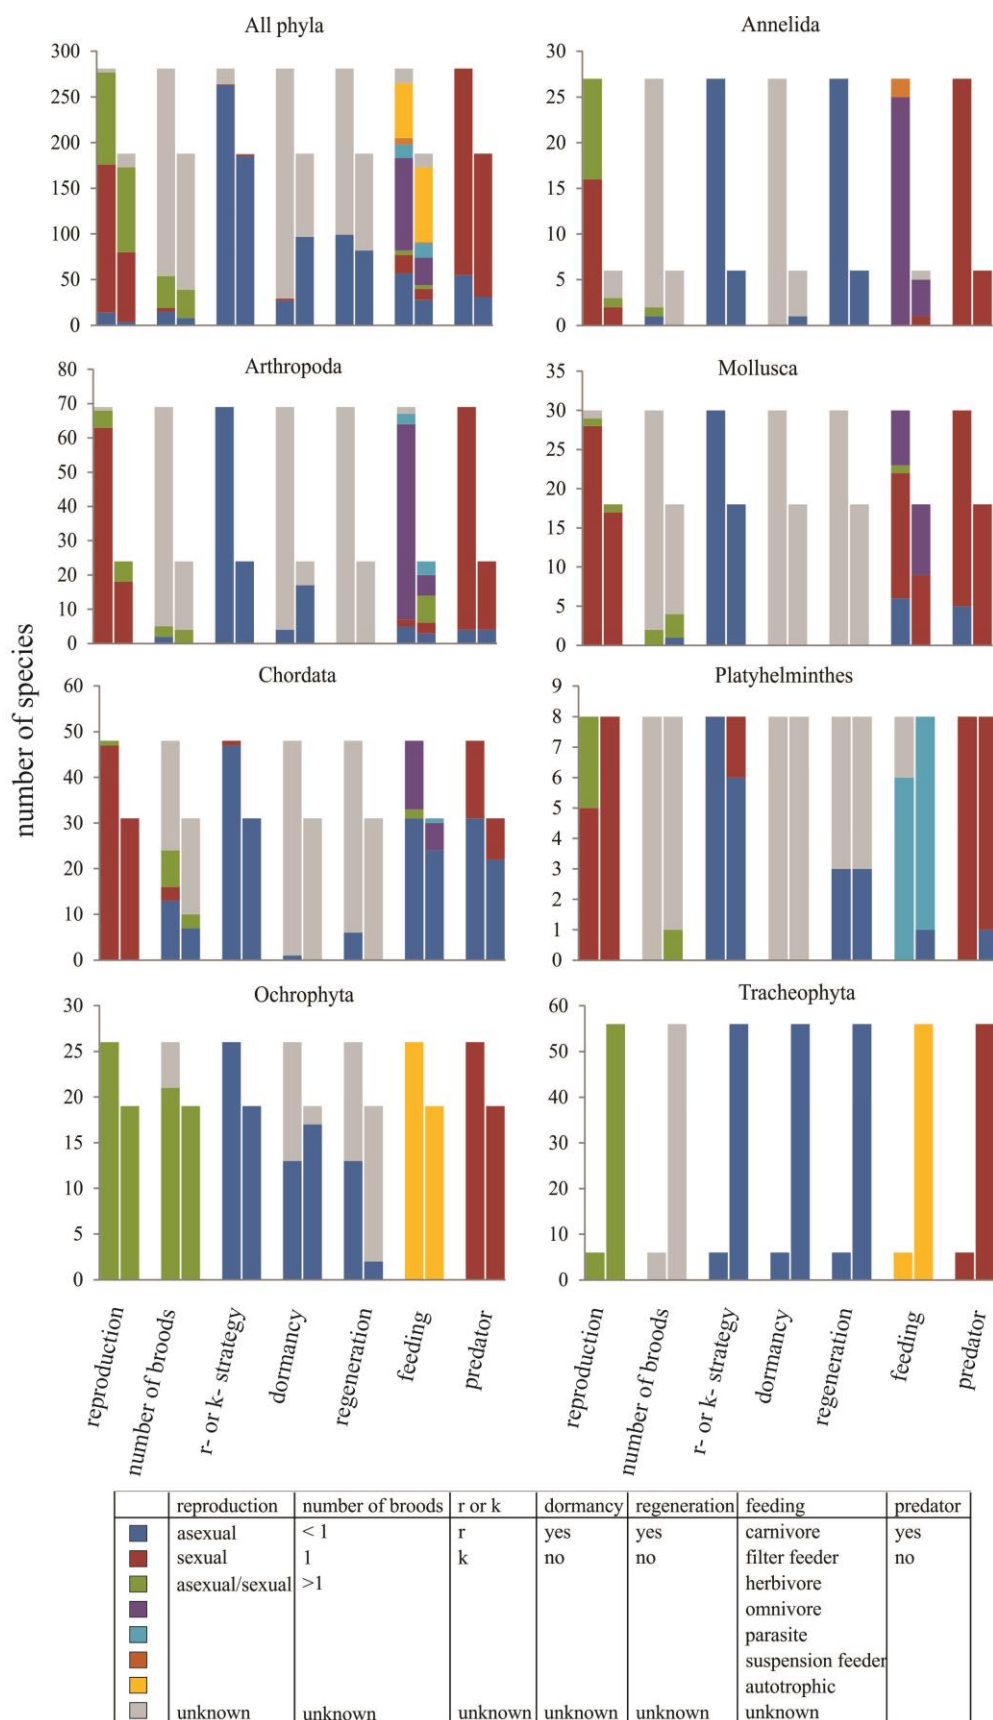 All phyla
300
250
200
150
100
50
0
Annelida
30
25
20
15
10
5
0
Arthropoda
80
70
60
50
40
30
20
10
0
Mollusca
35
30
25
20
15
10
5
0
number of species
Chordata
60
50
40
30
20
10
0
Platyhelminthes
9
8
7
6
5
4
3
2
1
0
Ochrophyta
30
25
20
15
10
5
0
Tracheophyta
60
50
40
30
20
10
0
reproduction
number of broods
r- or k- strategy
dormancy
regeneration
feeding
predator
reproduction
number of broods
r- or k- strategy
dormancy
regeneration
feeding
predator
reproduction number of broods r or k dormancy regeneration feeding predator
asexual < 1 r yes yes carnivore yes
sexual 1 k no no filter feeder no
asexual/sexual >1 herbivore
omnivore
parasite
suspension feeder
autotrophic
unknown unknown unknown unknown unknown unknown